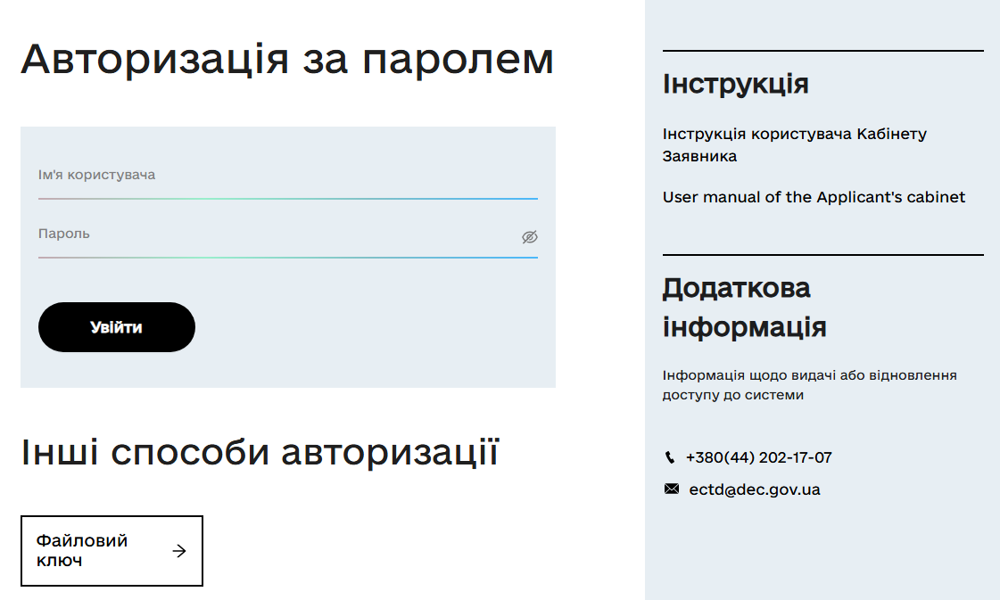 Авторизація за паролем
Ім'я користувача
Пароль
Увійти
Інші способи авторизації
Файловий
ключ
Інструкція
Інструкція користувача Кабінету
Заявника
User manual of the Applicant's cabinet
Додаткова
інформація
Інформація щодо видачі або відновлення
доступу до системи
+380(44) 202-17-07
ectd@dec.gov.ua